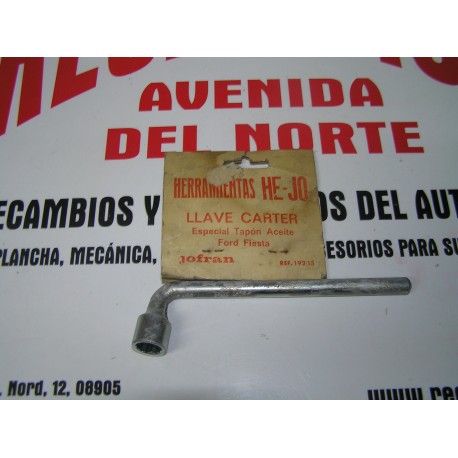 AVENIDA
DEL NORTE
HERRAMIENTAS HE-JO
LLAVE CARTER
Especial Tapón Aceite
Ford Fiesta
jofran
ECAMBIOS Y OS DEL AUT
PLANCHA, MECÁNICA, ESORIOS PARA SU
. Nord, 12, 08905